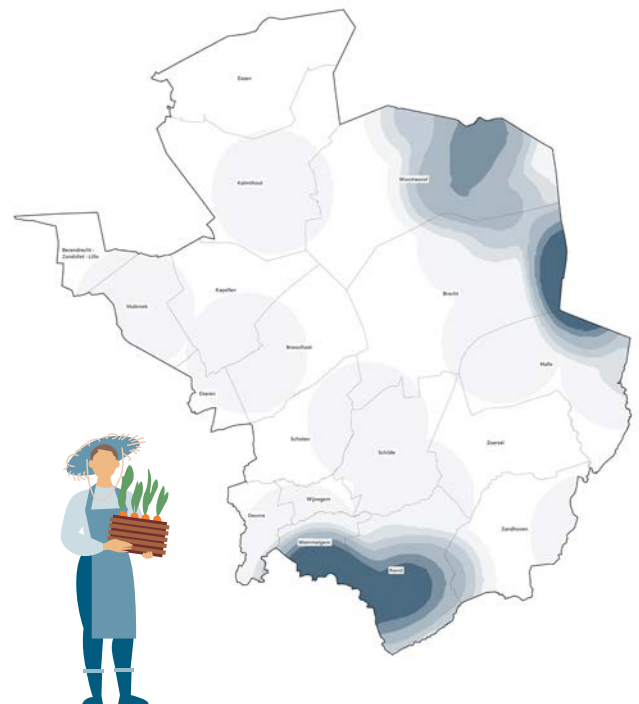 Essen
Kalmthout
Wuustwezel
Berendrecht -
Zandvliet - Lillo
Stabroek
Kapellen
Brecht
Brasschaat
Malle
Ekeren
Schoten
Schilde
Zoersel
Wijnegem
Deurne
Zandhoven
Wommelgem
Ranst